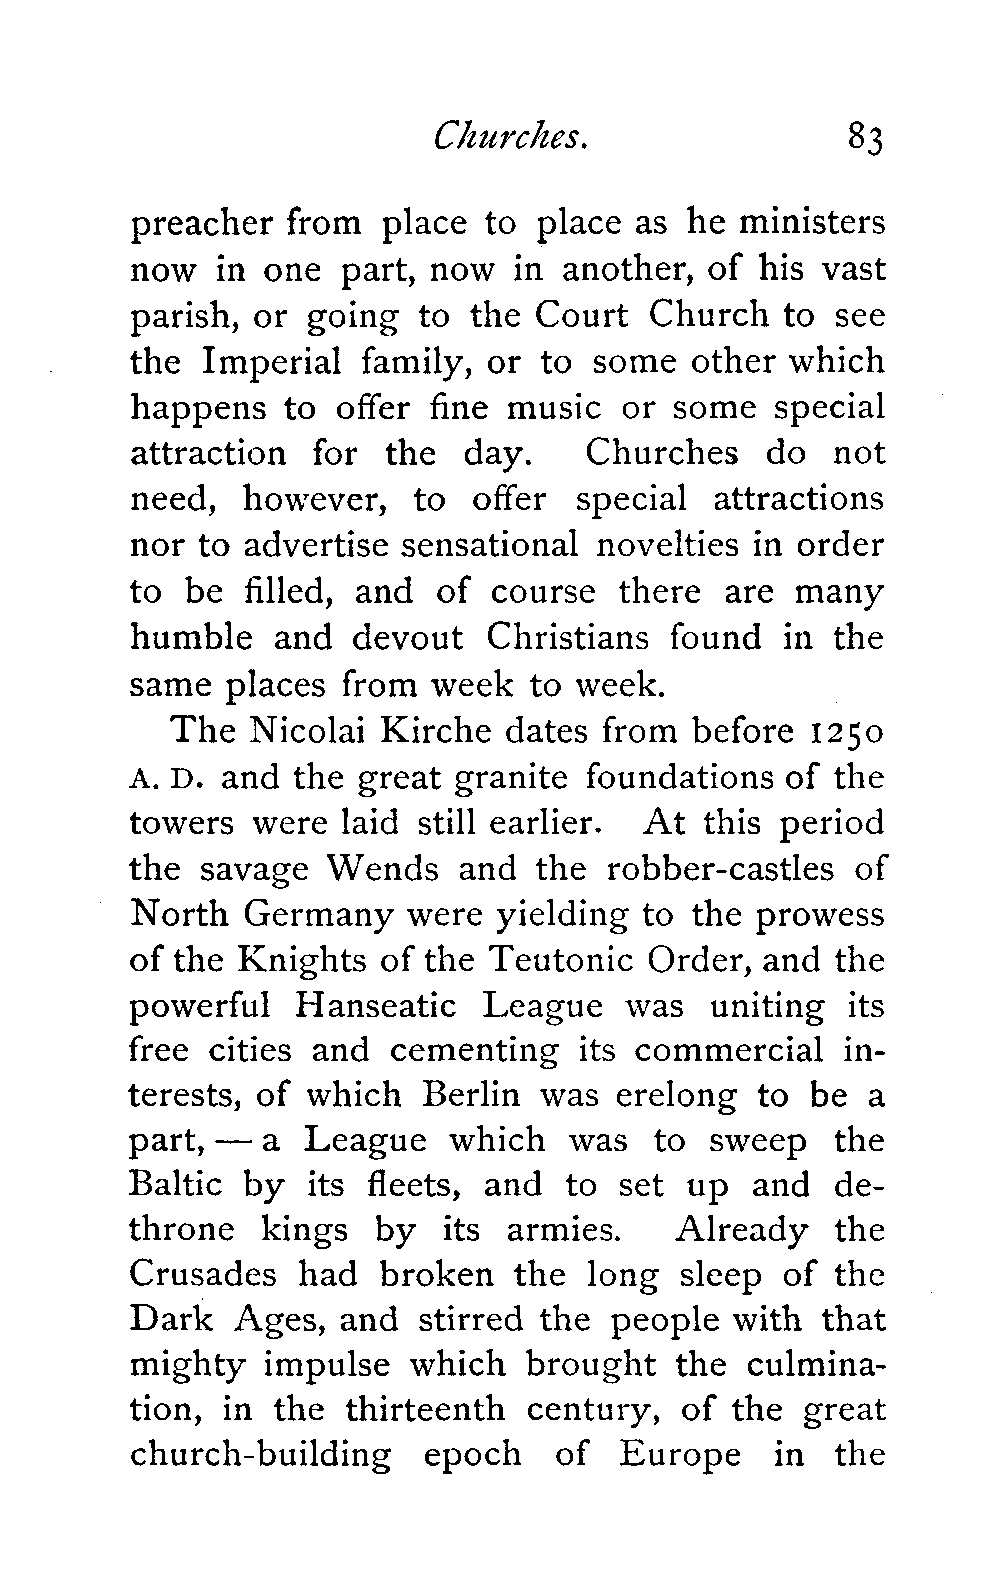 Churches. 83
preacher from place to place as he ministers
now in one part, now in another, of his vast
parish, or going to the Court Church to see
the Imperial family, or to some other which
happens to offer fine music or some special
attraction for the day. Churches do not
need, however, to offer special attractions
nor to advertise sensational novelties in order
to be filled, and of course there are many
humble and devout Christians found in the
same places from week to week.
The Nicolai Kirche dates from before 1250
A. D. and the great granite foundations of the
towers were laid still earlier. At this period
the savage Wends and the robber-castles of
North Germany were yielding to the prowess
of the Knights of the Teutonic Order, and the
powerful Hanseatic League was uniting its
free cities and cementing its commercial in-
terests, of which Berlin was erelong to be a
part, — a League which was to sweep the
Baltic by its fleets, and to set up and de-
throne kings by its armies. Already the
Crusades had broken the long sleep of the
Dark Ages, and stirred the people with that
mighty impulse which brought the culmina-
tion, in the thirteenth century, of the great
church-building epoch of Europe in the